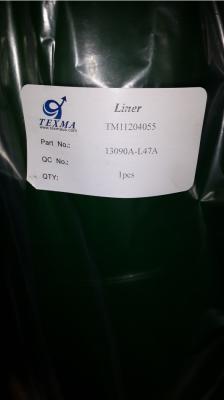 Liner
TEXMA
TM11204055
Part No.: 13090A-L47A
QC No.:
QTY: 1pcs